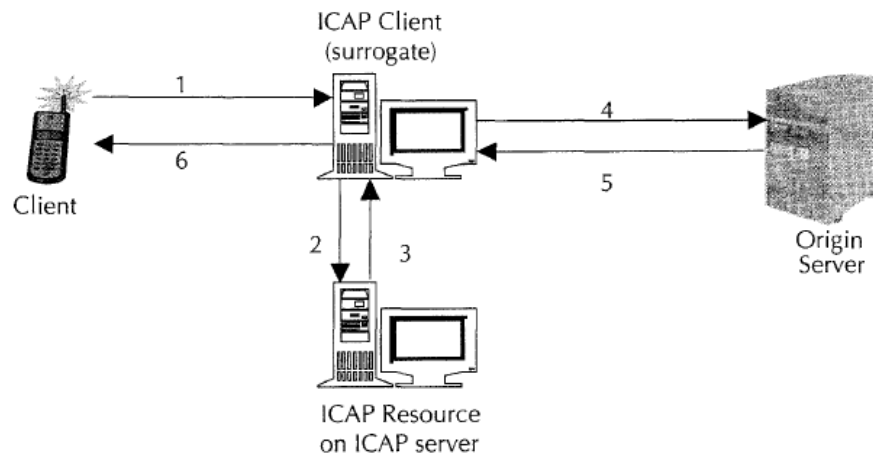 ICAP Client
(surrogate)
1
4
6
5
Client
2
3
Origin
Server
ICAP Resource
on ICAP server